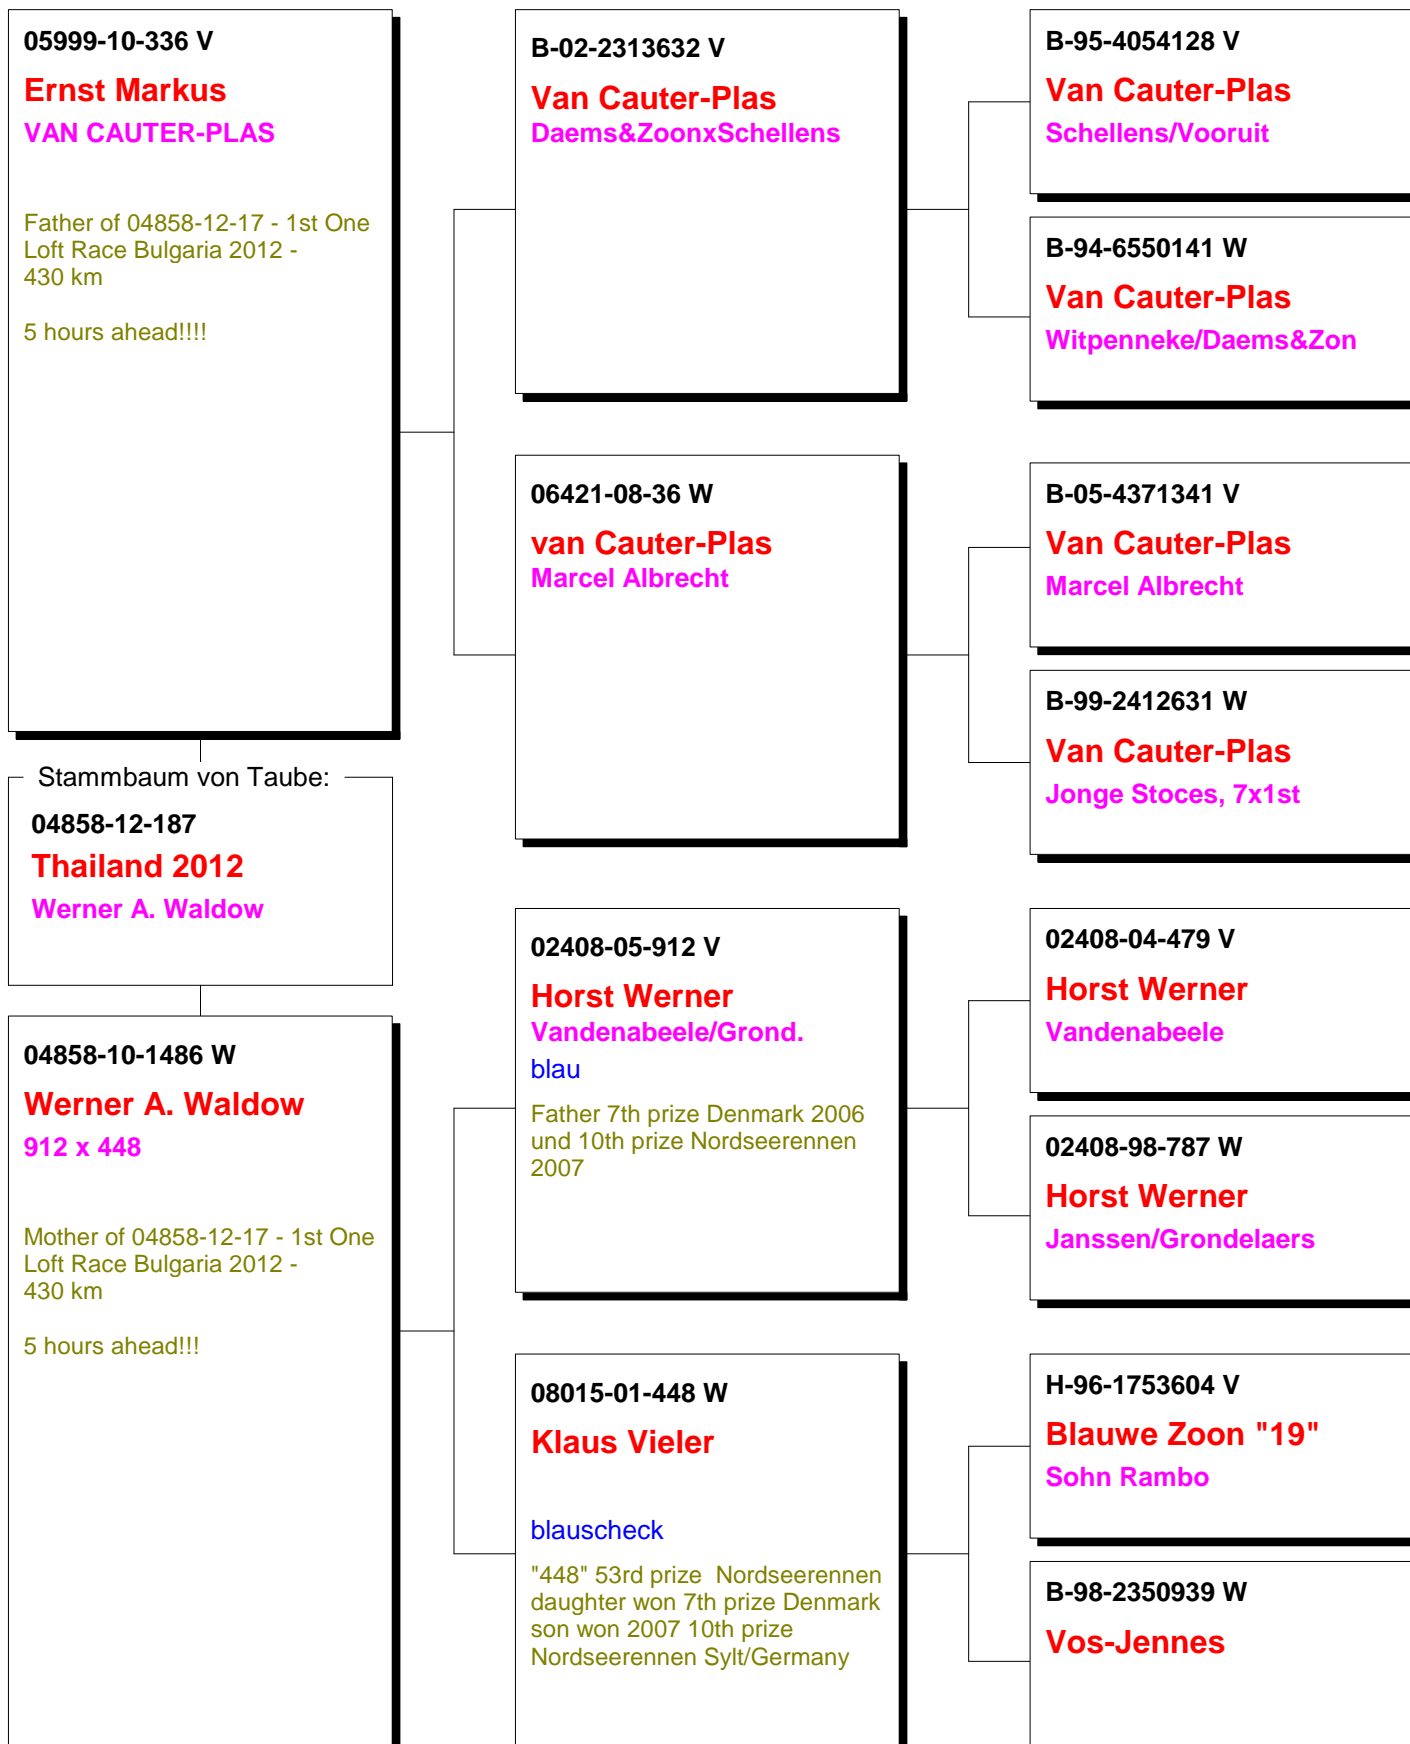 05999-10-336 V
Ernst Markus
VAN CAUTER-PLAS
Father of 04858-12-17 - 1st One
Loft Race Bulgaria 2012 -
430 km
5 hours ahead!!!!
Stammbaum von Taube:
04858-12-187
Thailand 2012
Werner A. Waldow
04858-10-1486 W
Werner A. Waldow
912 x 448
Mother of 04858-12-17 - 1st One
Loft Race Bulgaria 2012 -
430 km
5 hours ahead!!!
B-02-2313632 V
Van Cauter-Plas
Daems&ZoonxSchellens
06421-08-36 W
van Cauter-Plas
Marcel Albrecht
02408-05-912 V
Horst Werner
Vandenabeele/Grond.
blau
Father 7th prize Denmark 2006
und 10th prize Nordseerennen
2007
08015-01-448 W
Klaus Vieler
blauscheck
"448" 53rd prize  Nordseerennen
daughter won 7th prize Denmark
son won 2007 10th prize
Nordseerennen Sylt/Germany
B-95-4054128 V
Van Cauter-Plas
Schellens/Vooruit
B-94-6550141 W
Van Cauter-Plas
Witpenneke/Daems&Zon
B-05-4371341 V
Van Cauter-Plas
Marcel Albrecht
B-99-2412631 W
Van Cauter-Plas
Jonge Stoces, 7x1st
02408-04-479 V
Horst Werner
Vandenabeele
02408-98-787 W
Horst Werner
Janssen/Grondelaers
H-96-1753604 V
Blauwe Zoon "19"
Sohn Rambo
B-98-2350939 W
Vos-Jennes